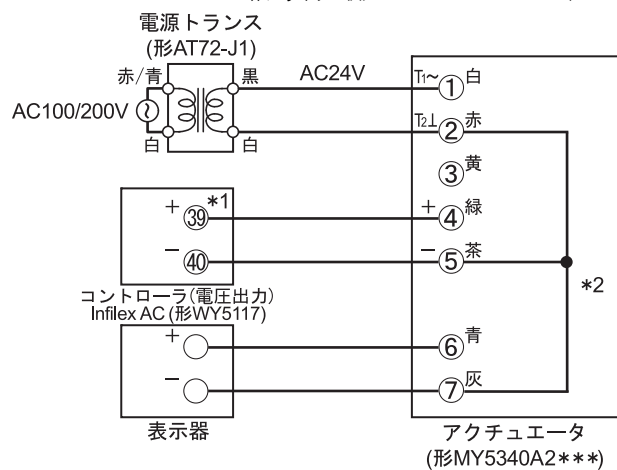 電源トランス
(形AT72-J1)
赤/青
黒
AC24V
T1~
①
白
AC100/200V
白
白
T2⊥
②
赤
③
黄
+
㊴
*1
+
④
緑
−
㊵
−
⑤
茶
*2
コントローラ(電圧出力)
Infilex AC (形WY5117)
+
⑥
青
−
⑦
灰
表示器
アクチュエータ
(形MY5340A2***)